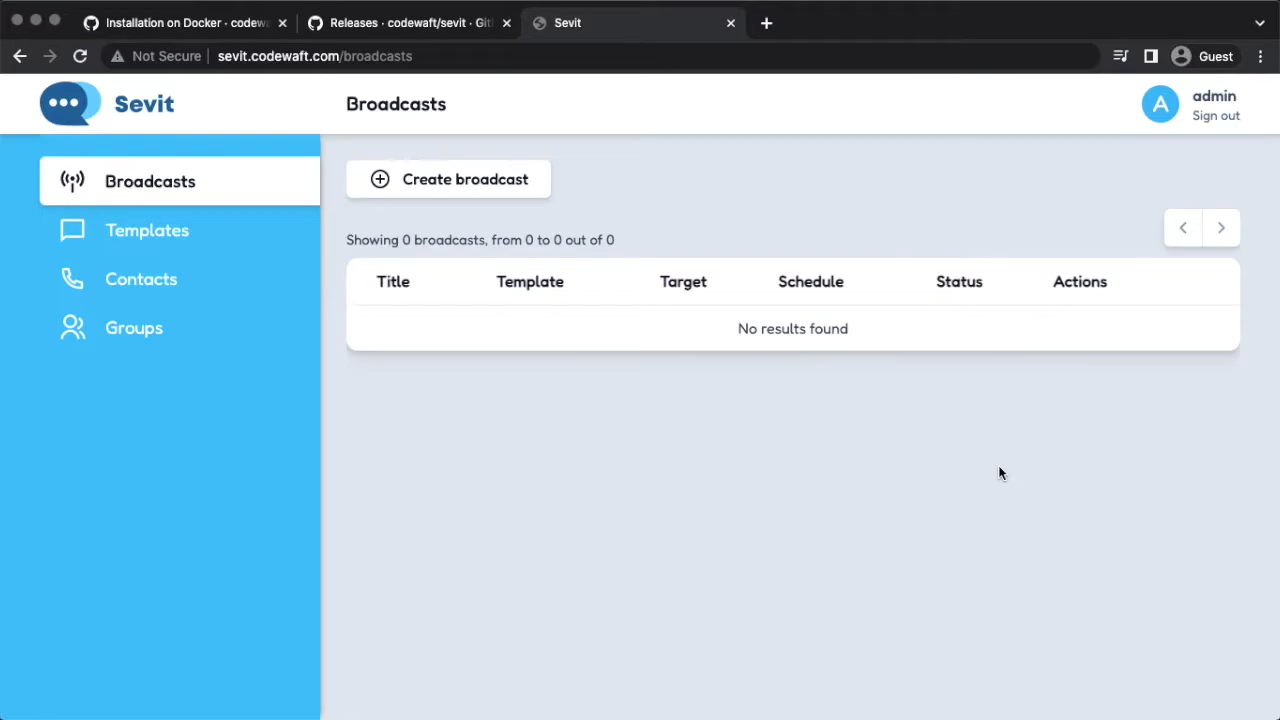 Installation on Docker · codew
Releases · codewaft/sevit · Git
Sevit
Not Secure
sevit.codewaft.com/broadcasts
Guest
Sevit
Broadcasts
A
admin
Sign out
Broadcasts
Templates
Contacts
Groups
Create broadcast
Showing 0 broadcasts, from 0 to 0 out of 0
Title Template Target Schedule Status Actions
No results found